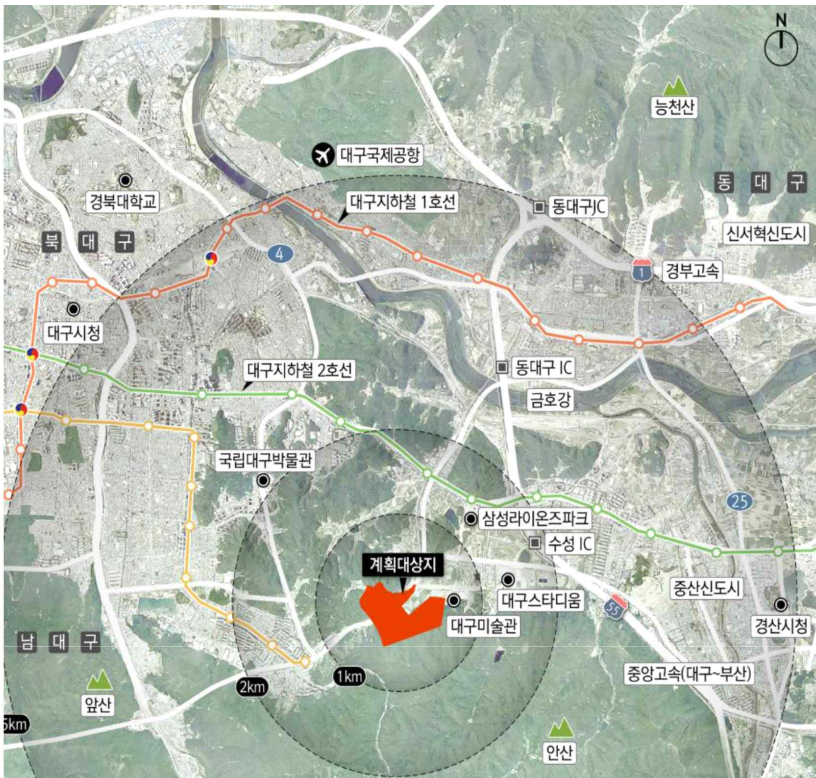 N
능천산
대구국제공항
경북대학교
동대구
대구지하철 1호선
동대구JC
신서혁신도시
북대구
4
1
경부고속
대구시청
대구지하철 2호선
동대구 IC
금호강
국립대구박물관
25
삼성라이온즈파크
수성 IC
계획대상지
대구스타디움
중산신도시
대구미술관
55
경산시청
남대구
중앙고속(대구~부산)
1km
2km
앞산
5km
안산